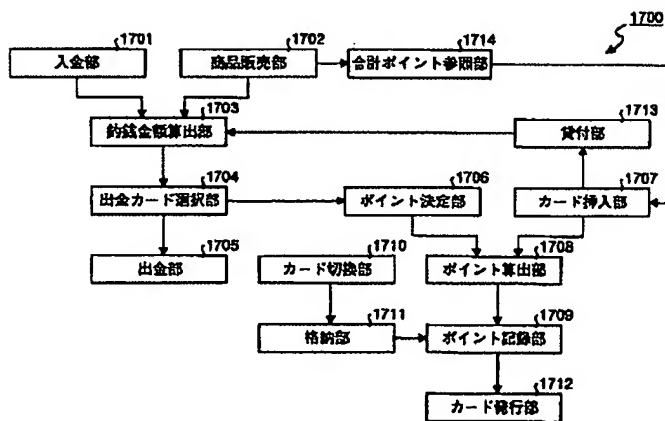 1700
1701
1702
1714
入金部
商品販売部
合計ポイント参照部
1703
1713
釣銭金額算出部
貸付部
1704
1706
1707
出金カード選択部
ポイント決定部
カード挿入部
1705
1710
1708
出金部
カード切換部
ポイント算出部
1711
1709
格納部
ポイント記録部
1712
カード発行部